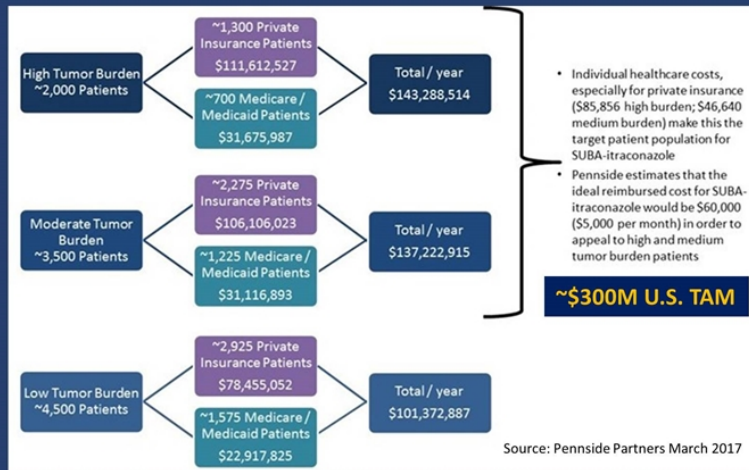 High Tumor Burden
~2,000 Patients
~1,300 Private
Insurance Patients
$111,612,527
~700 Medicare /
Medicaid Patients
$31,675,987
Total / year
$143,288,514
Moderate Tumor
Burden
~3,500 Patients
~2,275 Private
Insurance Patients
$106,106,023
~1,225 Medicare /
Medicaid Patients
$31,116,893
Total / year
$137,222,915
Low Tumor Burden
~4,500 Patients
~2,925 Private
Insurance Patients
$78,455,052
~1,575 Medicare /
Medicaid Patients
$22,917,825
Total / year
$101,372,887
• Individual healthcare costs,
especially for private insurance
($85,856 high burden; $46,640
medium burden) make this the
target patient population for
SUBA-itraconazole
• Pennside estimates that the
ideal reimbursed cost for SUBA-
itraconazole would be $60,000
($5,000 per month) in order to
appeal to high and medium
tumor burden patients
~$300M U.S. TAM
Source: Pennside Partners March 2017